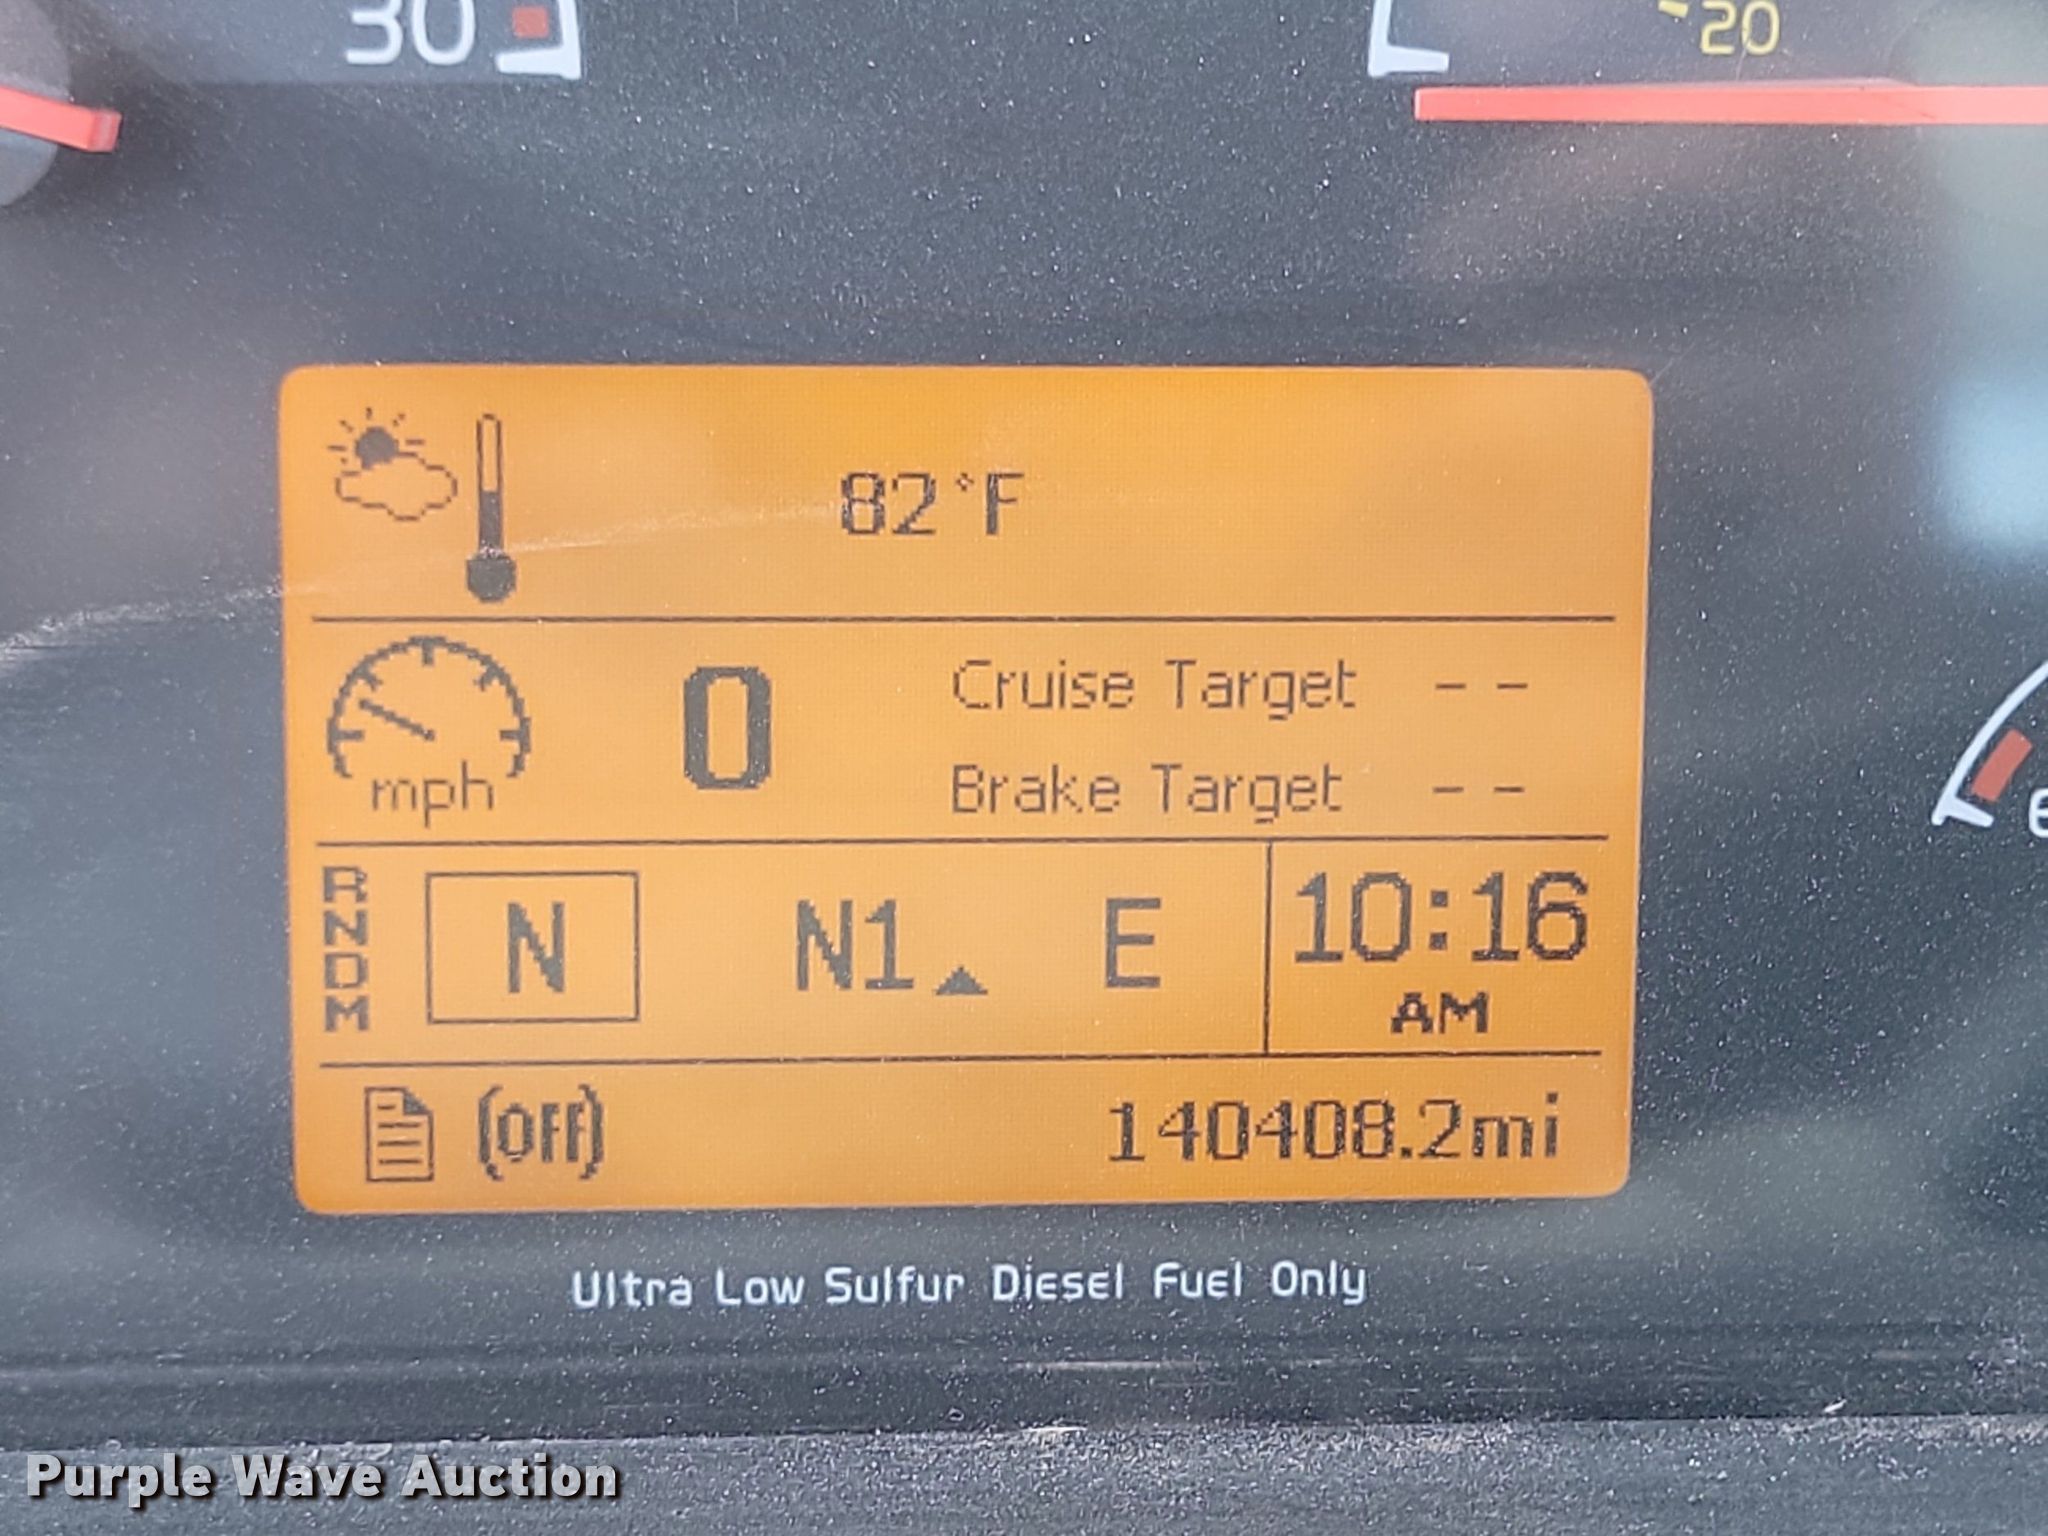 30
20
82°F
mph
0
Cruise Target --
Brake Target --
RNDM
N N1 E
10:16
AM
(OFF)
140408.2mi
Ultra Low Sulfur Diesel Fuel Only
Purple Wave Auction